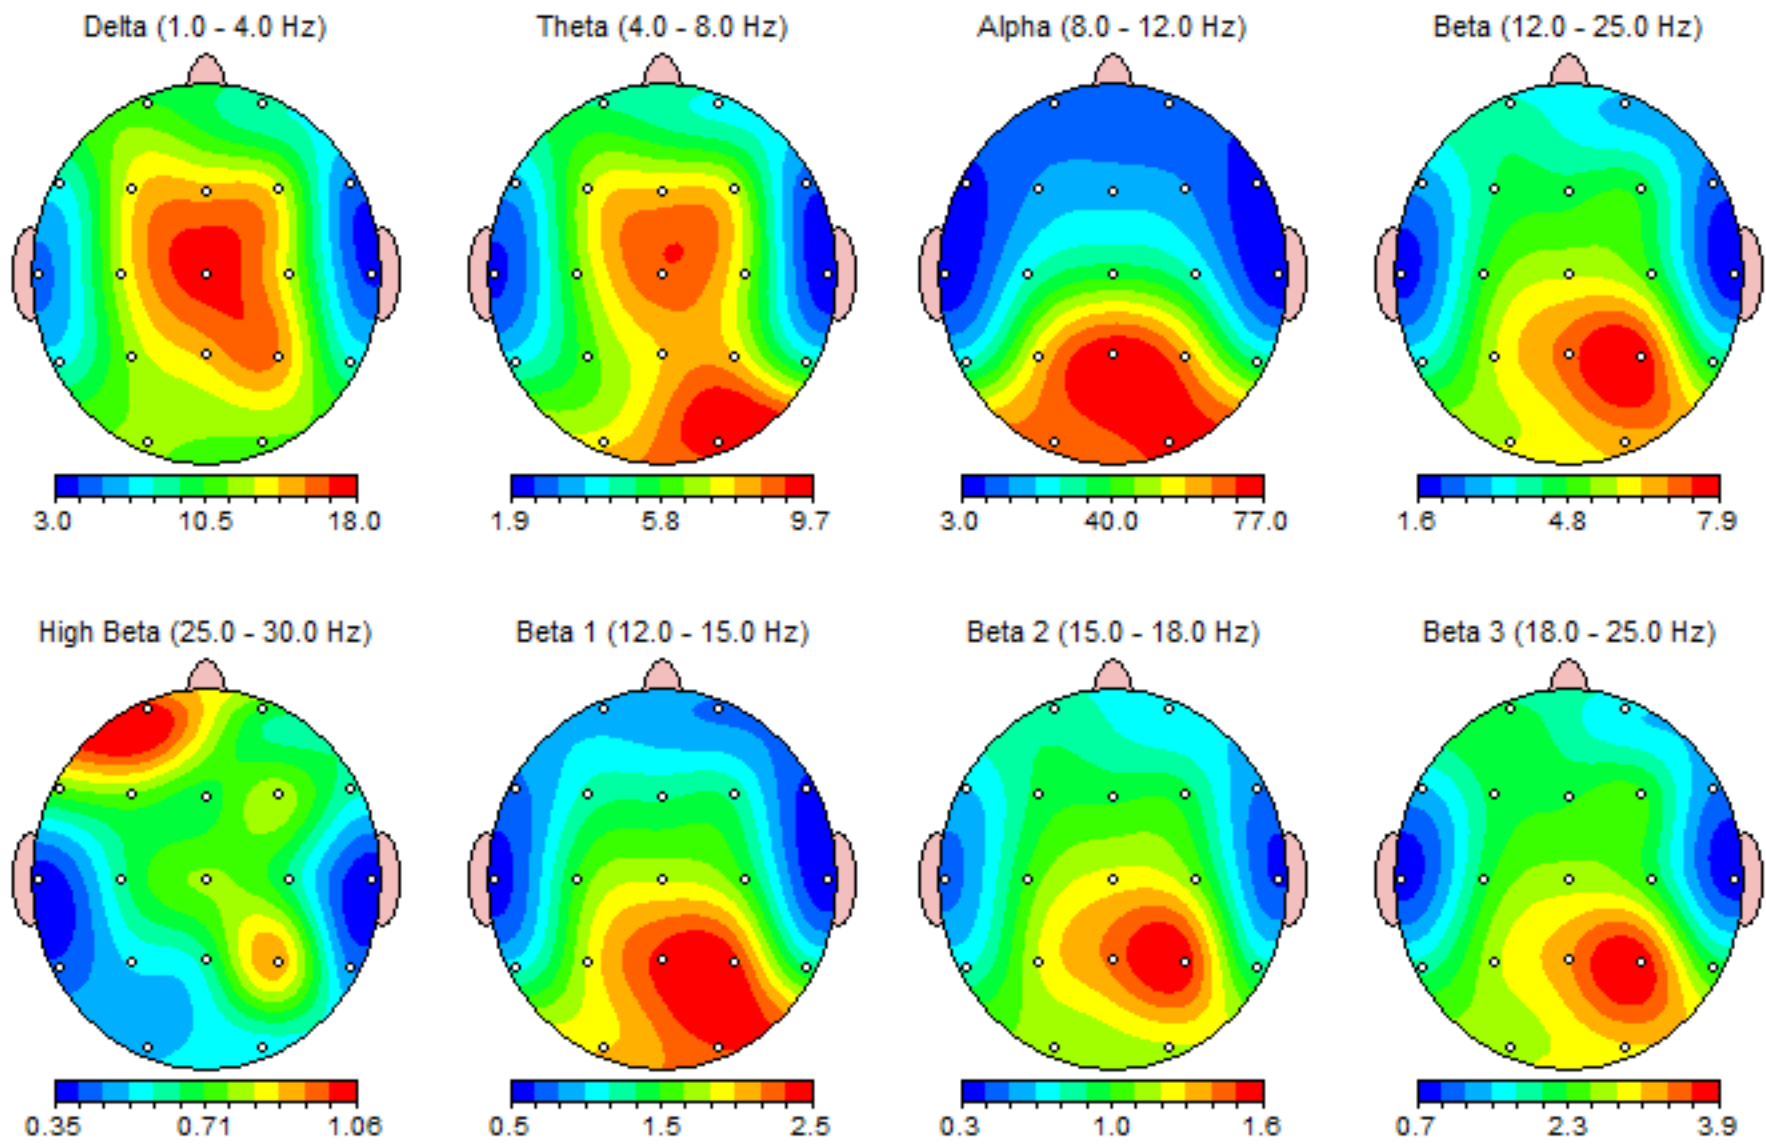 Delta (1.0 - 4.0 Hz) Theta (4.0 - 8.0 Hz) Alpha (8.0 - 12.0 Hz) Beta (12.0 - 25.0 Hz)
3.0 10.5 18.0 1.9 5.8 9.7 3.0 40.0 77.0 1.6 4.8 7.9
High Beta (25.0 - 30.0 Hz) Beta 1 (12.0 - 15.0 Hz) Beta 2 (15.0 - 18.0 Hz) Beta 3 (18.0 - 25.0 Hz)
0.35 0.71 1.06 0.5 1.5 2.5 0.3 1.0 1.6 0.7 2.3 3.9